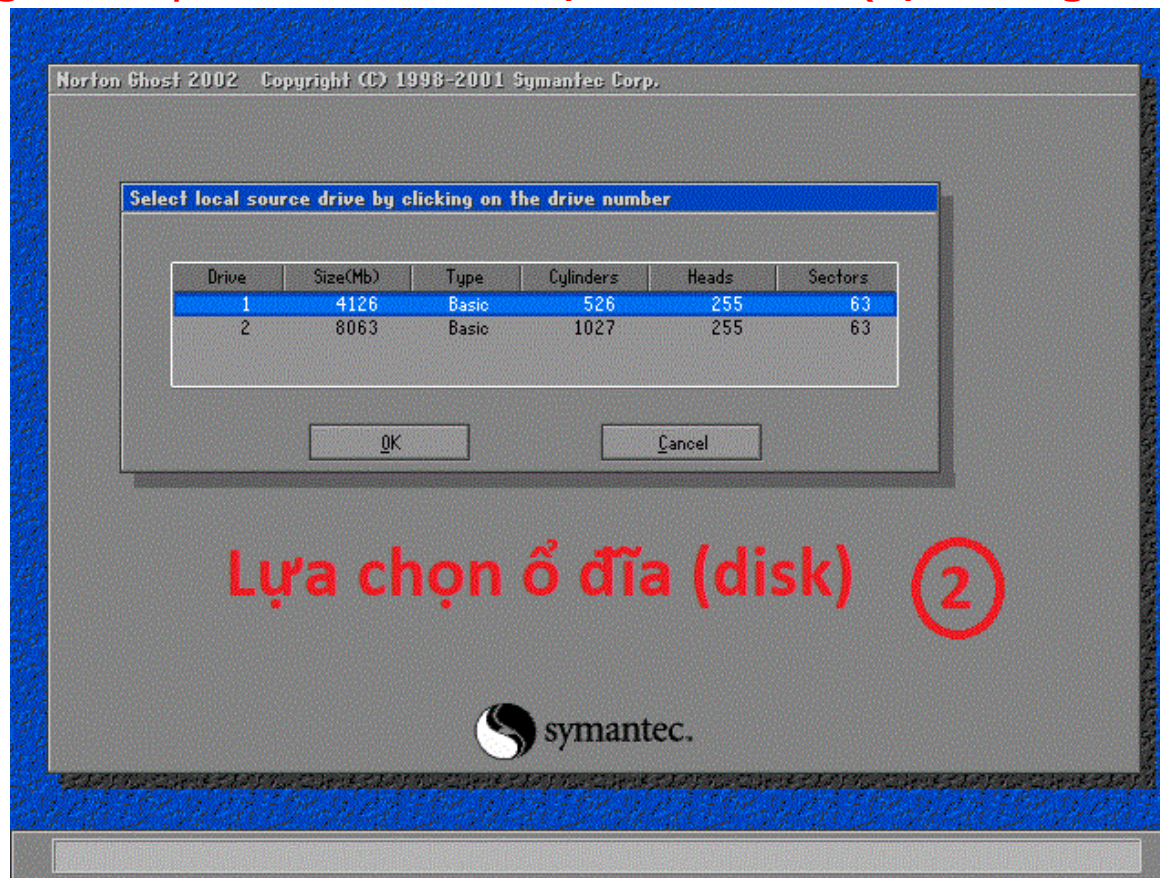 Norton Ghost 2002 Copyright (C) 1998-2001 Symantec Corp.
Select local source drive by clicking on the drive number
Drive Size(Mb) Type Cylinders Heads Sectors
1 4126 Basic 526 255 63
2 8063 Basic 1027 255 63
OK Cancel
Lựa chọn ổ đĩa (disk) 2
symantec.